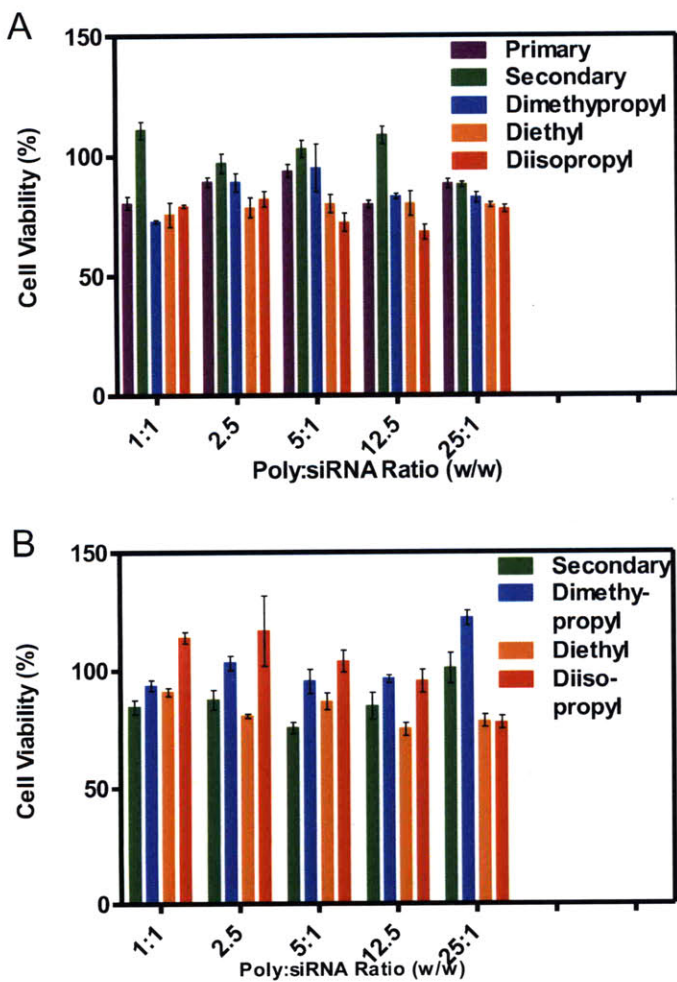 A
150
100
50
0
Cell Viability (%)
Primary
Secondary
Dimethypropyl
Diethyl
Diisopropyl
1:1
2.5
5:1
12.5
25:1
Poly:siRNA Ratio (w/w)
B
150
100
50
0
Cell Viability (%)
Secondary
Dimethy-
propyl
Diethyl
Diiso-
propyl
1:1
2.5
5:1
12.5
25:1
Poly:siRNA Ratio (w/w)